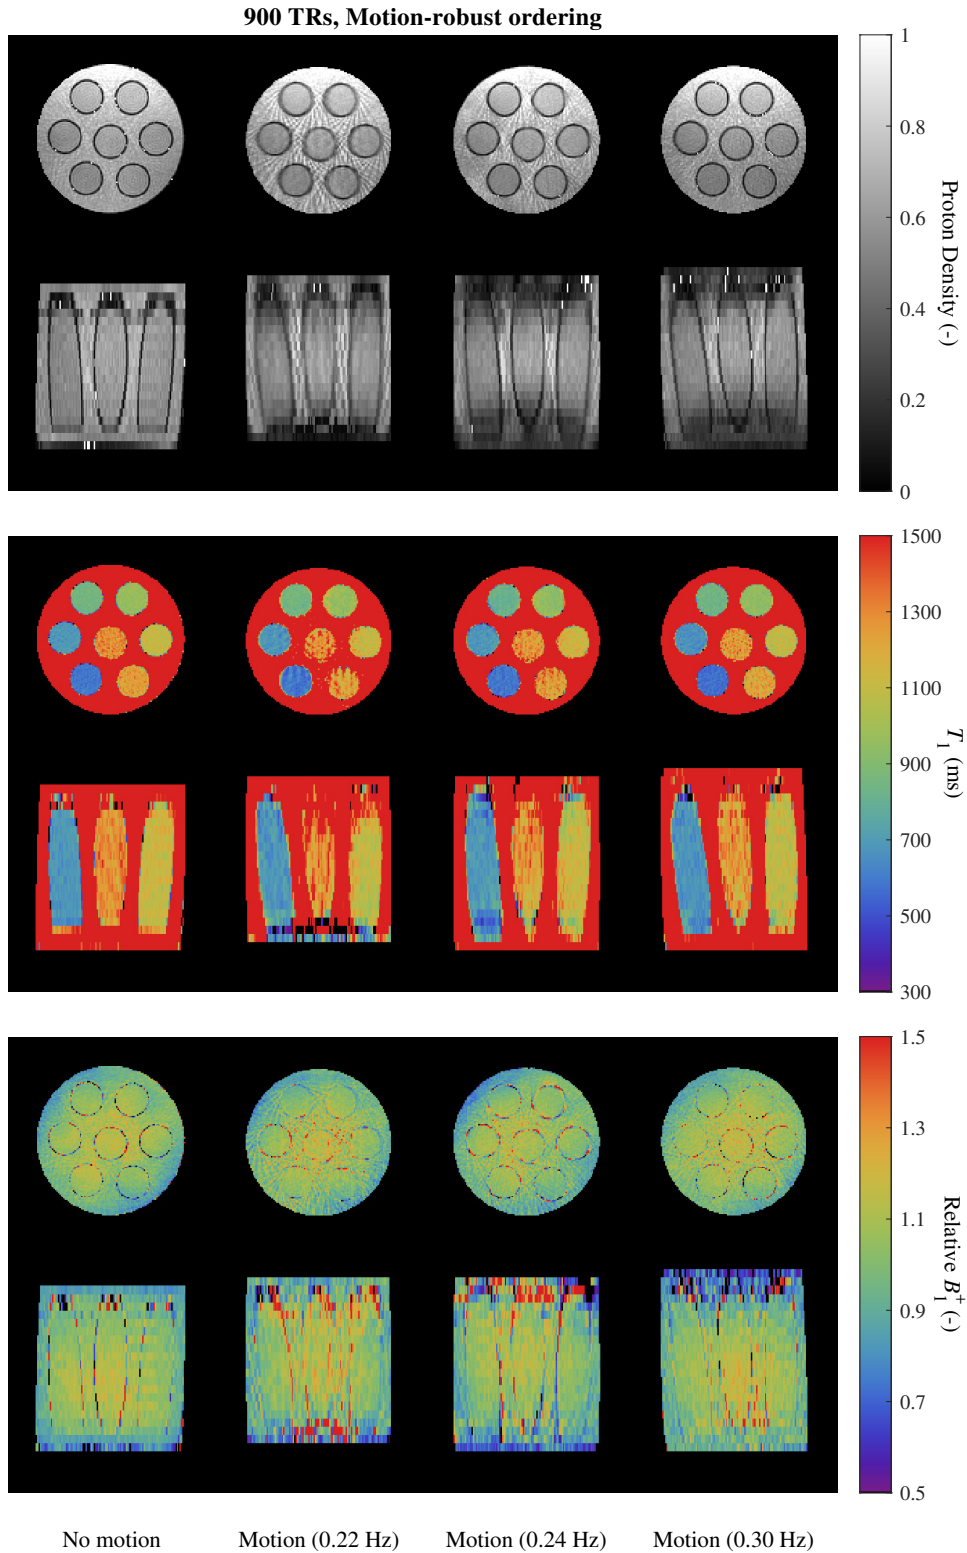 900 TRs, Motion-robust ordering
1
0.8
0.6
0.4
0.2
0
Proton Density (-)
1500
1300
1100
900
700
500
300
T1 (ms)
1.5
1.3
1.1
0.9
0.7
0.5
Relative B1+ (-)
No motion
Motion (0.22 Hz)
Motion (0.24 Hz)
Motion (0.30 Hz)